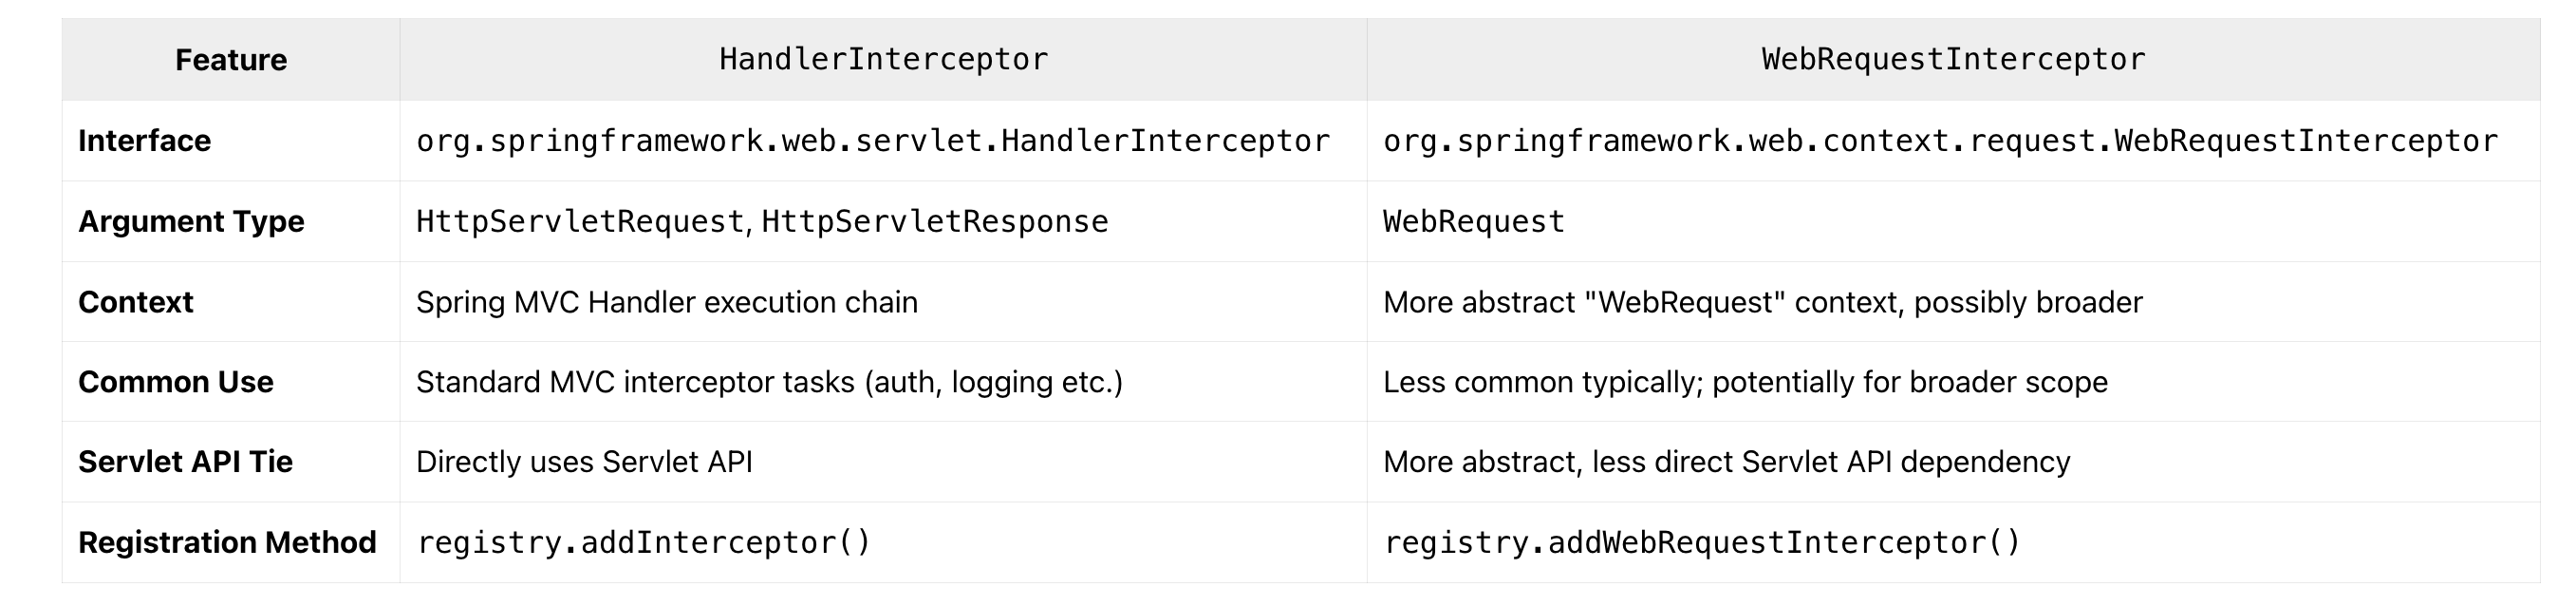 Feature HandlerInterceptor WebRequestInterceptor
Interface org.springframework.web.servlet.HandlerInterceptor org.springframework.web.context.request.WebRequestInterceptor
Argument Type HttpServletRequest, HttpServletResponse WebRequest
Context Spring MVC Handler execution chain More abstract "WebRequest" context, possibly broader
Common Use Standard MVC interceptor tasks (auth, logging etc.) Less common typically; potentially for broader scope
Servlet API Tie Directly uses Servlet API More abstract, less direct Servlet API dependency
Registration Method registry.addInterceptor() registry.addWebRequestInterceptor()